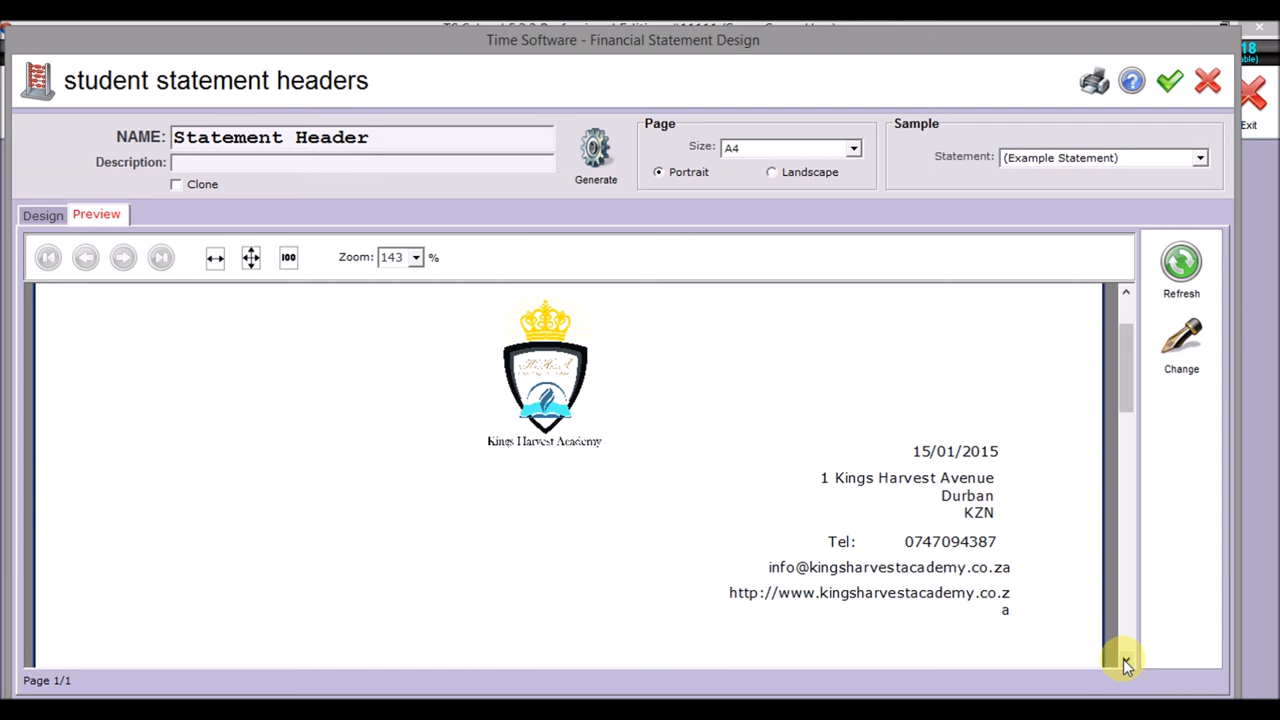 Time Software - Financial Statement Design
student statement headers
NAME: Statement Header
Description:
Clone
Generate
Page
Size: A4
Portrait
Landscape
Sample
Statement: (Example Statement)
18
Exit
Design
Preview
100
Zoom: 143 %
Refresh
Change
Kings Harvest Academy
15/01/2015
1 Kings Harvest Avenue
Durban
KZN
Tel: 0747094387
info@kingsharvestacademy.co.za
http://www.kingsharvestacademy.co.z
a
Page 1/1